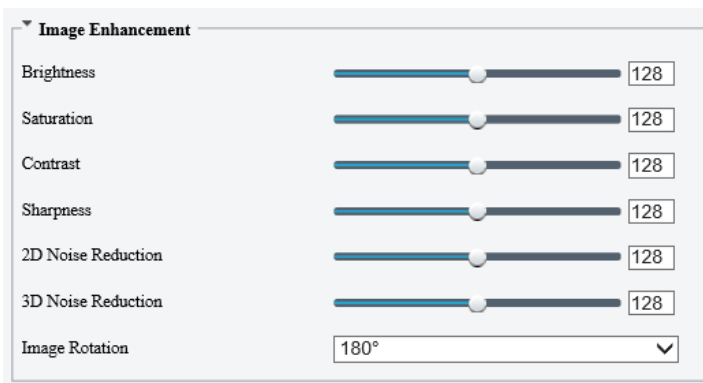 Image Enhancement
Brightness 128
Saturation 128
Contrast 128
Sharpness 128
2D Noise Reduction 128
3D Noise Reduction 128
Image Rotation 180°